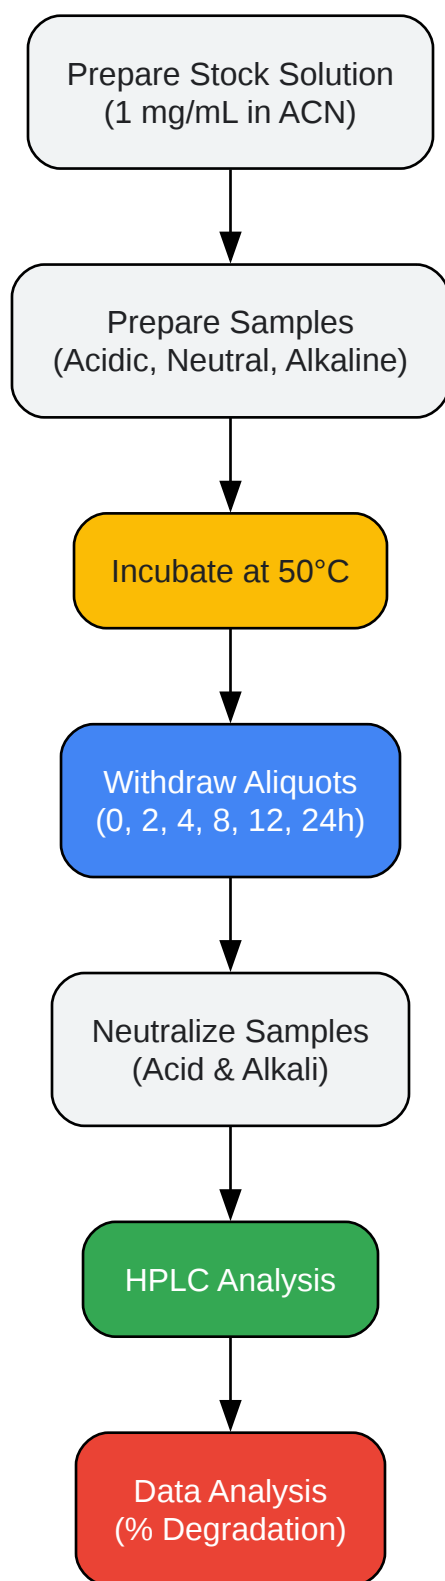 Prepare Stock Solution
(1 mg/mL in ACN)
Prepare Samples
(Acidic, Neutral, Alkaline)
Incubate at 50°C
Withdraw Aliquots
(0, 2, 4, 8, 12, 24h)
Neutralize Samples
(Acid & Alkali)
HPLC Analysis
Data Analysis
(% Degradation)